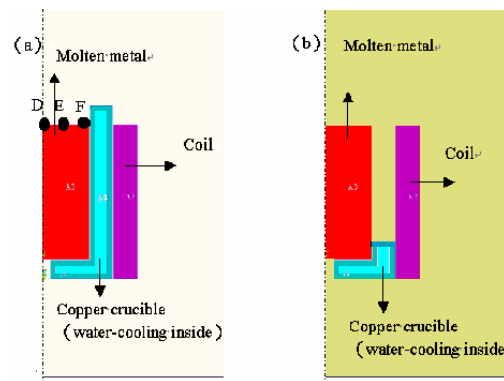 (a)
Molten metal
D E F
Coil
Copper crucible
(water-cooling inside)
(b)
Molten metal
Coil
Copper crucible
(water-cooling inside